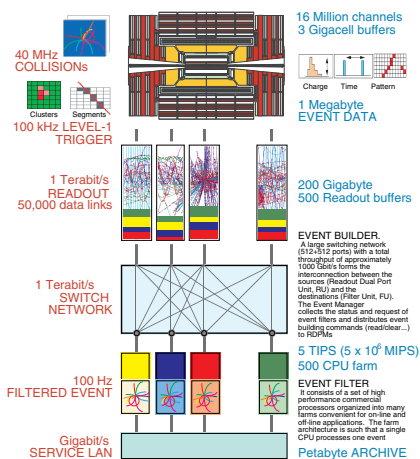 16 Million channels
3 Gigacell buffers
40 MHz
COLLISIONs
Charge Time Pattern
Clusters Segments
100 kHz LEVEL-1
TRIGGER
1 Megabyte
EVENT DATA
1 Terabit/s
READOUT
50,000 data links
200 Gigabyte
500 Readout buffers
EVENT BUILDER.
A large switching network
(512+512 ports) with a total
throughput of approximately
1000 Gbit/s forms the
interconnection between the
sources (Readout Dual Port
Unit, RU) and the
destinations (Filter Unit, FU).
The Event Manager
collects the status and request of
event filters and distributes event
building commands (read/clear...)
to RDPMs
1 Terabit/s
SWITCH
NETWORK
5 TIPS (5 x 10⁶ MIPS)
500 CPU farm
100 Hz
FILTERED EVENT
EVENT FILTER
It consists of a set of high
performance commercial
processors organized into many
farms convenient for on-line and
off-line applications. The farm
architecture is such that a single
CPU processes one event
Gigabit/s
SERVICE LAN
Petabyte ARCHIVE